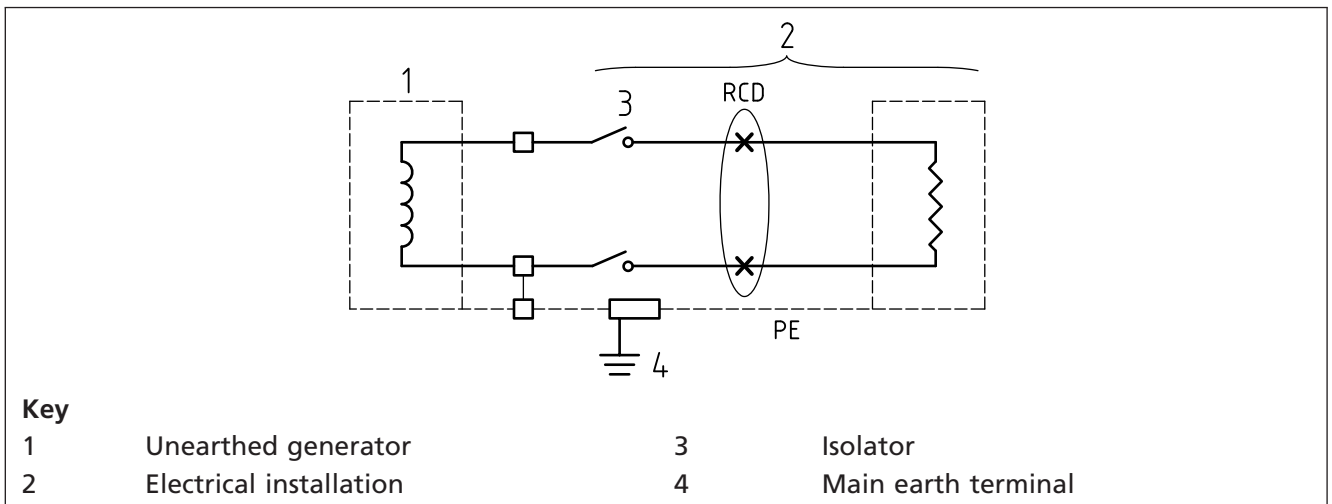 2
1
3
RCD
PE
4
Key
1 Unearthed generator 3 Isolator
2 Electrical installation 4 Main earth terminal